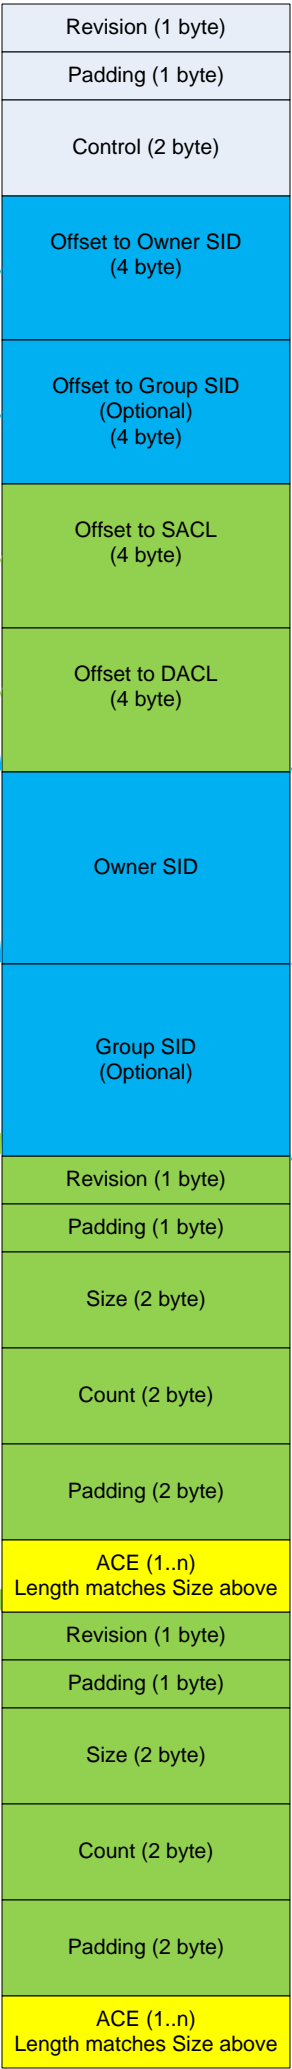 Revision (1 byte)
Padding (1 byte)
Control (2 byte)
Offset to Owner SID
(4 byte)
Offset to Group SID
(Optional)
(4 byte)
Offset to SACL
(4 byte)
Offset to DACL
(4 byte)
Owner SID
Group SID
(Optional)
Revision (1 byte)
Padding (1 byte)
Size (2 byte)
Count (2 byte)
Padding (2 byte)
ACE (1..n)
Length matches Size above
Revision (1 byte)
Padding (1 byte)
Size (2 byte)
Count (2 byte)
Padding (2 byte)
ACE (1..n)
Length matches Size above